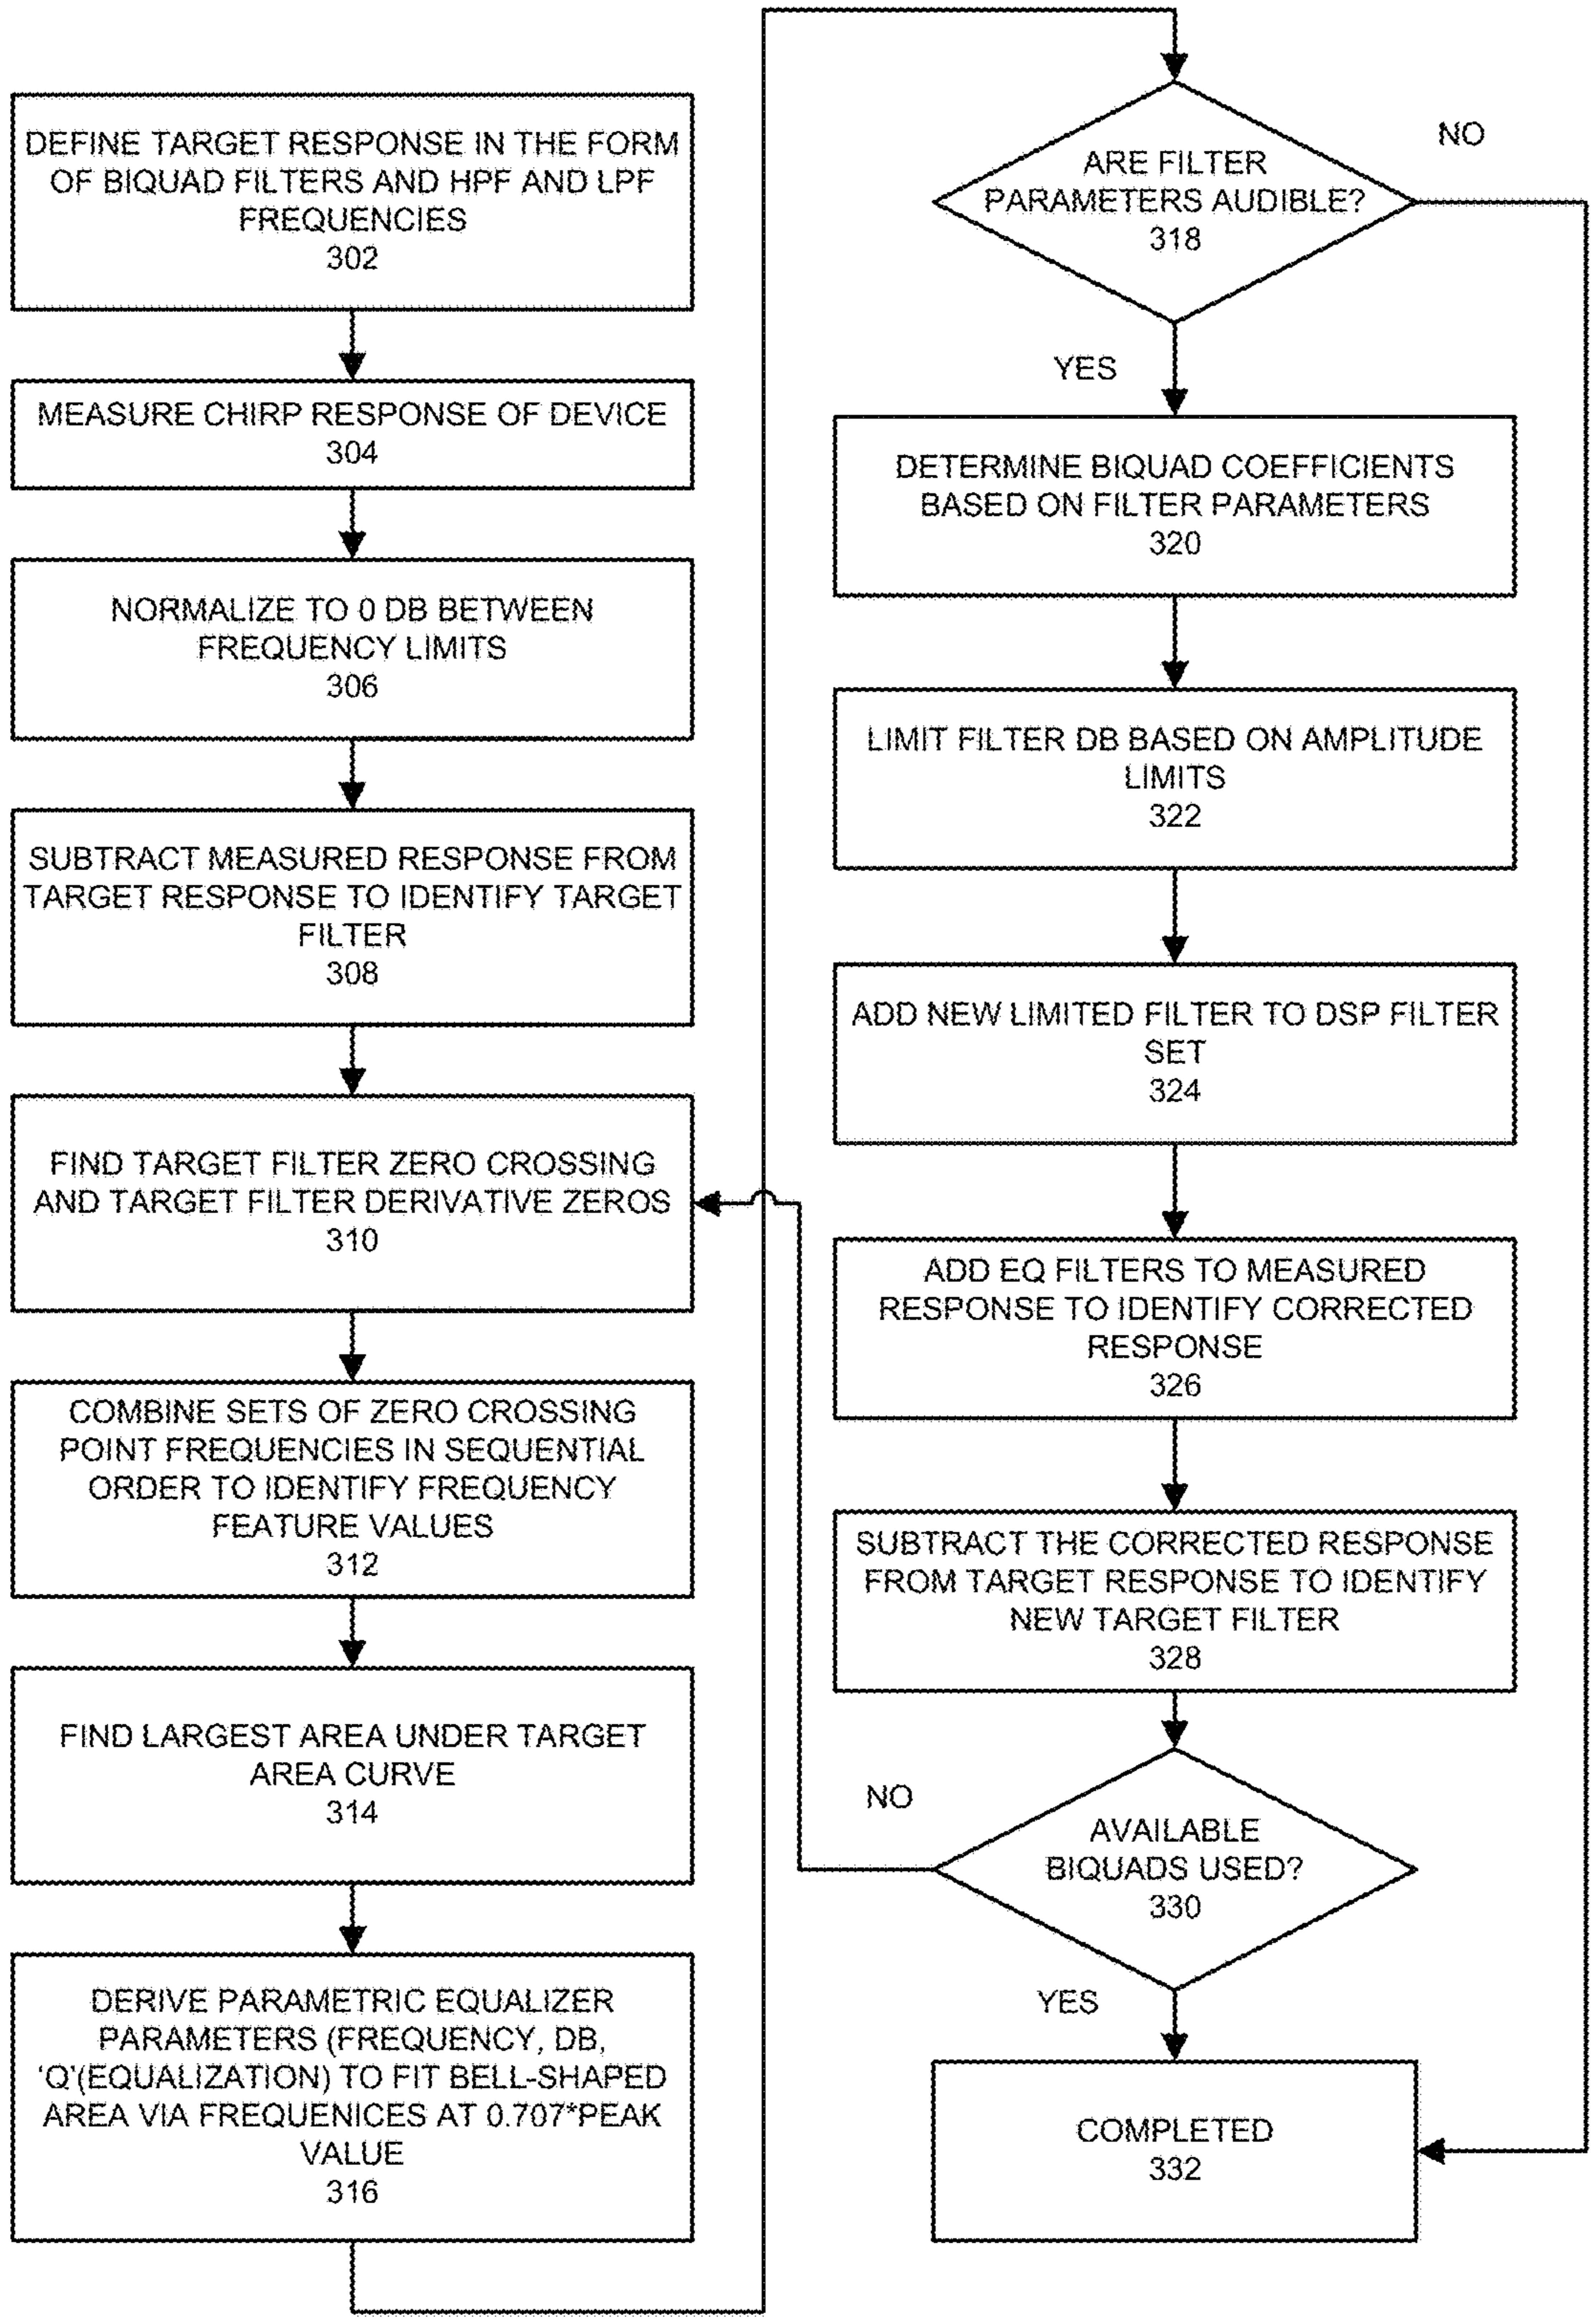 DEFINE TARGET RESPONSE IN THE FORM
OF BIQUAD FILTERS AND HPF AND LPF
FREQUENCIES
302
MEASURE CHIRP RESPONSE OF DEVICE
304
NORMALIZE TO 0 DB BETWEEN
FREQUENCY LIMITS
306
SUBTRACT MEASURED RESPONSE FROM
TARGET RESPONSE TO IDENTIFY TARGET
FILTER
308
FIND TARGET FILTER ZERO CROSSING
AND TARGET FILTER DERIVATIVE ZEROS
310
COMBINE SETS OF ZERO CROSSING
POINT FREQUENCIES IN SEQUENTIAL
ORDER TO IDENTIFY FREQUENCY
FEATURE VALUES
312
FIND LARGEST AREA UNDER TARGET
AREA CURVE
314
DERIVE PARAMETRIC EQUALIZER
PARAMETERS (FREQUENCY, DB,
'Q'(EQUALIZATION) TO FIT BELL-SHAPED
AREA VIA FREQUENICES AT 0.707*PEAK
VALUE
316
ARE FILTER
PARAMETERS AUDIBLE?
318
NO
YES
DETERMINE BIQUAD COEFFICIENTS
BASED ON FILTER PARAMETERS
320
LIMIT FILTER DB BASED ON AMPLITUDE
LIMITS
322
ADD NEW LIMITED FILTER TO DSP FILTER
SET
324
ADD EQ FILTERS TO MEASURED
RESPONSE TO IDENTIFY CORRECTED
RESPONSE
326
SUBTRACT THE CORRECTED RESPONSE
FROM TARGET RESPONSE TO IDENTIFY
NEW TARGET FILTER
328
NO
AVAILABLE
BIQUADS USED?
330
YES
COMPLETED
332